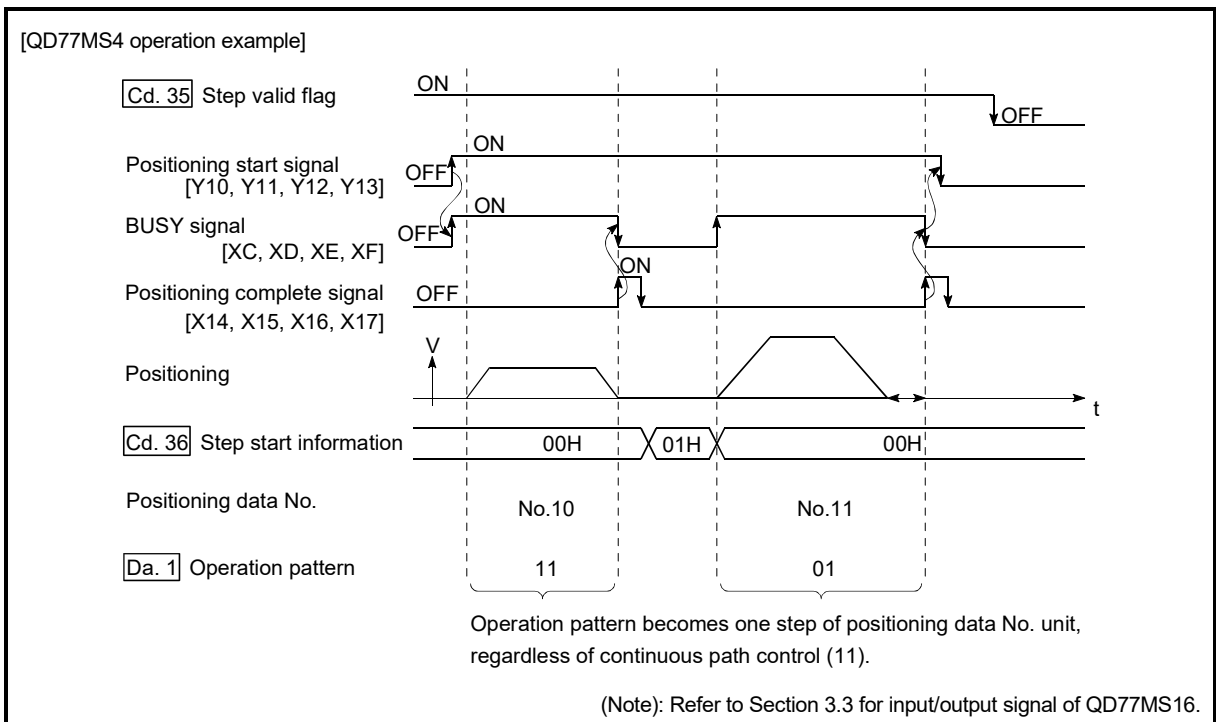 [QD77MS4 operation example]
ON
Cd. 35 Step valid flag
OFF
ON
Positioning start signal
OFF
[Y10, Y11, Y12, Y13]
ON
BUSY signal
OFF
[XC, XD, XE, XF]
ON
Positioning complete signal
OFF
[X14, X15, X16, X17]
V
Positioning
t
Cd. 36 Step start information 00H 01H 00H
Positioning data No. No.10 No.11
Da. 1 Operation pattern 11 01
Operation pattern becomes one step of positioning data No. unit,
regardless of continuous path control (11).
(Note): Refer to Section 3.3 for input/output signal of QD77MS16.